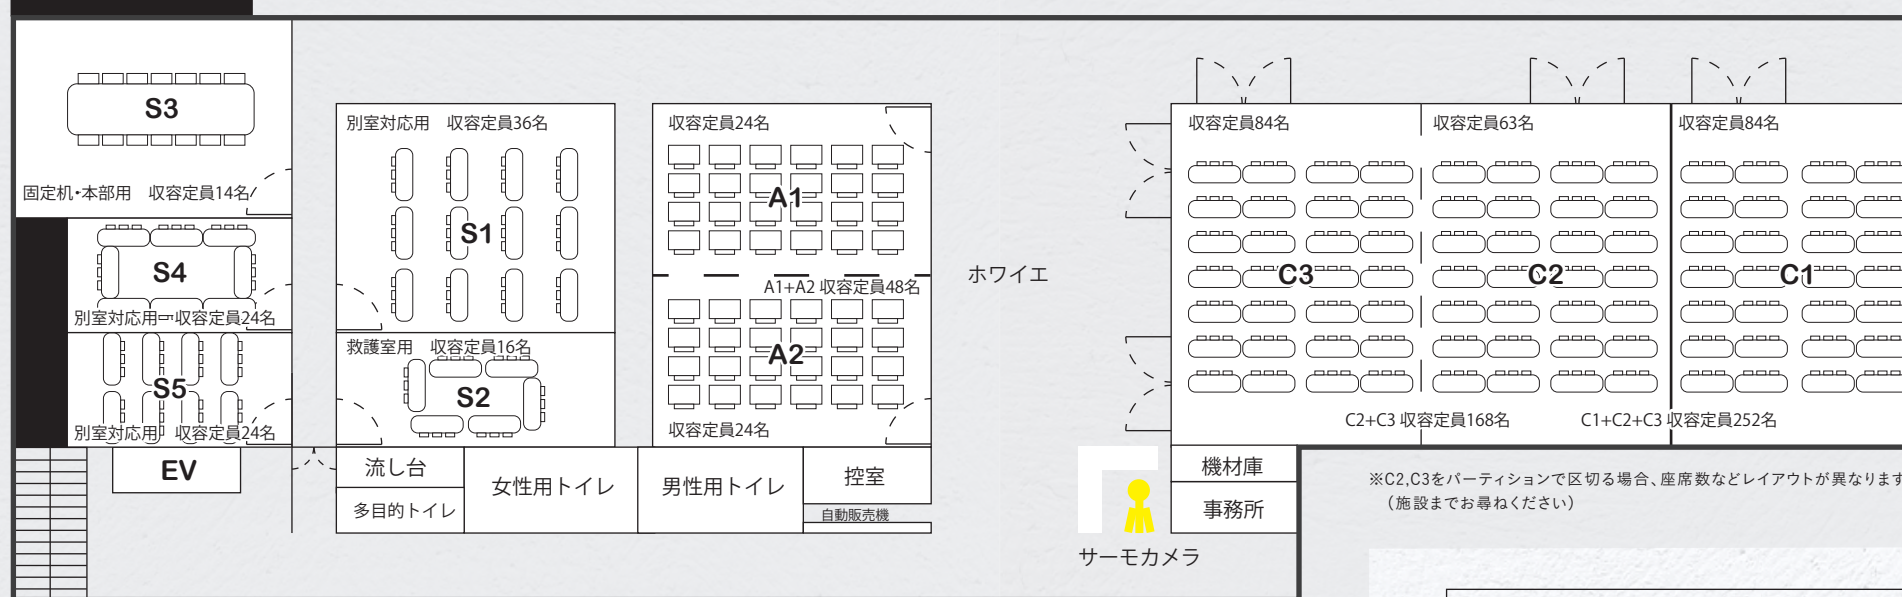 S3
固定机・本部用 収容定員14名
S4
別室対応用 収容定員24名
S5
別室対応用 収容定員24名
EV
別室対応用 収容定員36名
S1
救護室用 収容定員16名
S2
流し台
多目的トイレ
女性用トイレ
男性用トイレ
控室
自動販売機
収容定員24名
A1
A1+A2 収容定員48名
A2
収容定員24名
ホワイエ
サーモカメラ
収容定員84名
C3
収容定員63名
C2
収容定員84名
C1
C2+C3 収容定員168名
C1+C2+C3 収容定員252名
機材庫
事務所
※C2,C3をパーティションで区切る場合、座席数などレイアウトが異なります
(施設までお尋ねください)